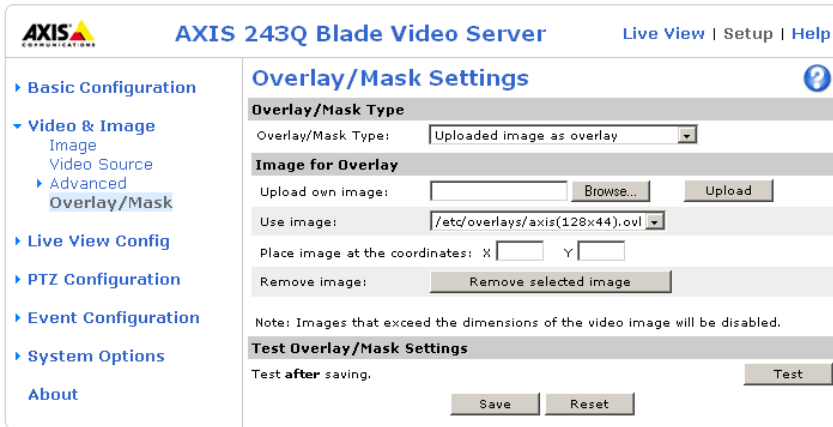 AXIS
COMMUNICATIONS
AXIS 243Q Blade Video Server
Live View | Setup | Help
Basic Configuration
Video & Image
Image
Video Source
Advanced
Overlay/Mask
Live View Config
PTZ Configuration
Event Configuration
System Options
About
Overlay/Mask Settings
?
Overlay/Mask Type
Overlay/Mask Type: Uploaded image as overlay
Image for Overlay
Upload own image: Browse... Upload
Use image: /etc/overlays/axis(128x44).ovl
Place image at the coordinates: X Y
Remove image: Remove selected image
Note: Images that exceed the dimensions of the video image will be disabled.
Test Overlay/Mask Settings
Test after saving. Test
Save Reset